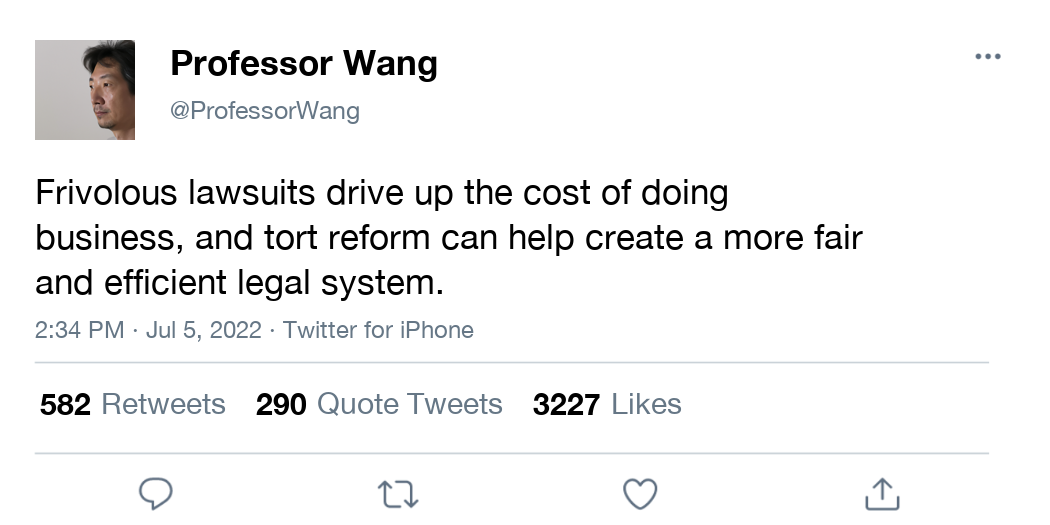 Professor Wang
@ProfessorWang
Frivolous lawsuits drive up the cost of doing
business, and tort reform can help create a more fair
and efficient legal system.
2:34 PM · Jul 5, 2022 · Twitter for iPhone
582 Retweets 290 Quote Tweets 3227 Likes